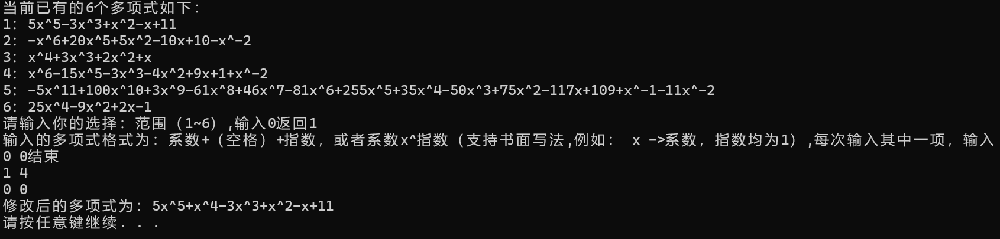 当前已有的6个多项式如下：
1: 5x^5-3x^3+x^2-x+11
2: -x^6+20x^5+5x^2-10x+10-x^-2
3: x^4+3x^3+2x^2+x
4: x^6-15x^5-3x^3-4x^2+9x+1+x^-2
5: -5x^11+100x^10+3x^9-61x^8+46x^7-81x^6+255x^5+35x^4-50x^3+75x^2-117x+109+x^-1-11x^-2
6: 25x^4-9x^2+2x-1
请输入你的选择：范围（1~6）,输入0返回1
输入的多项式格式为：系数+（空格）+指数，或者系数x^指数（支持书面写法,例如： x ->系数，指数均为1）,每次输入其中一项，输入
0 0结束
1 4
0 0
修改后的多项式为：5x^5+x^4-3x^3+x^2-x+11
请按任意键继续. . .